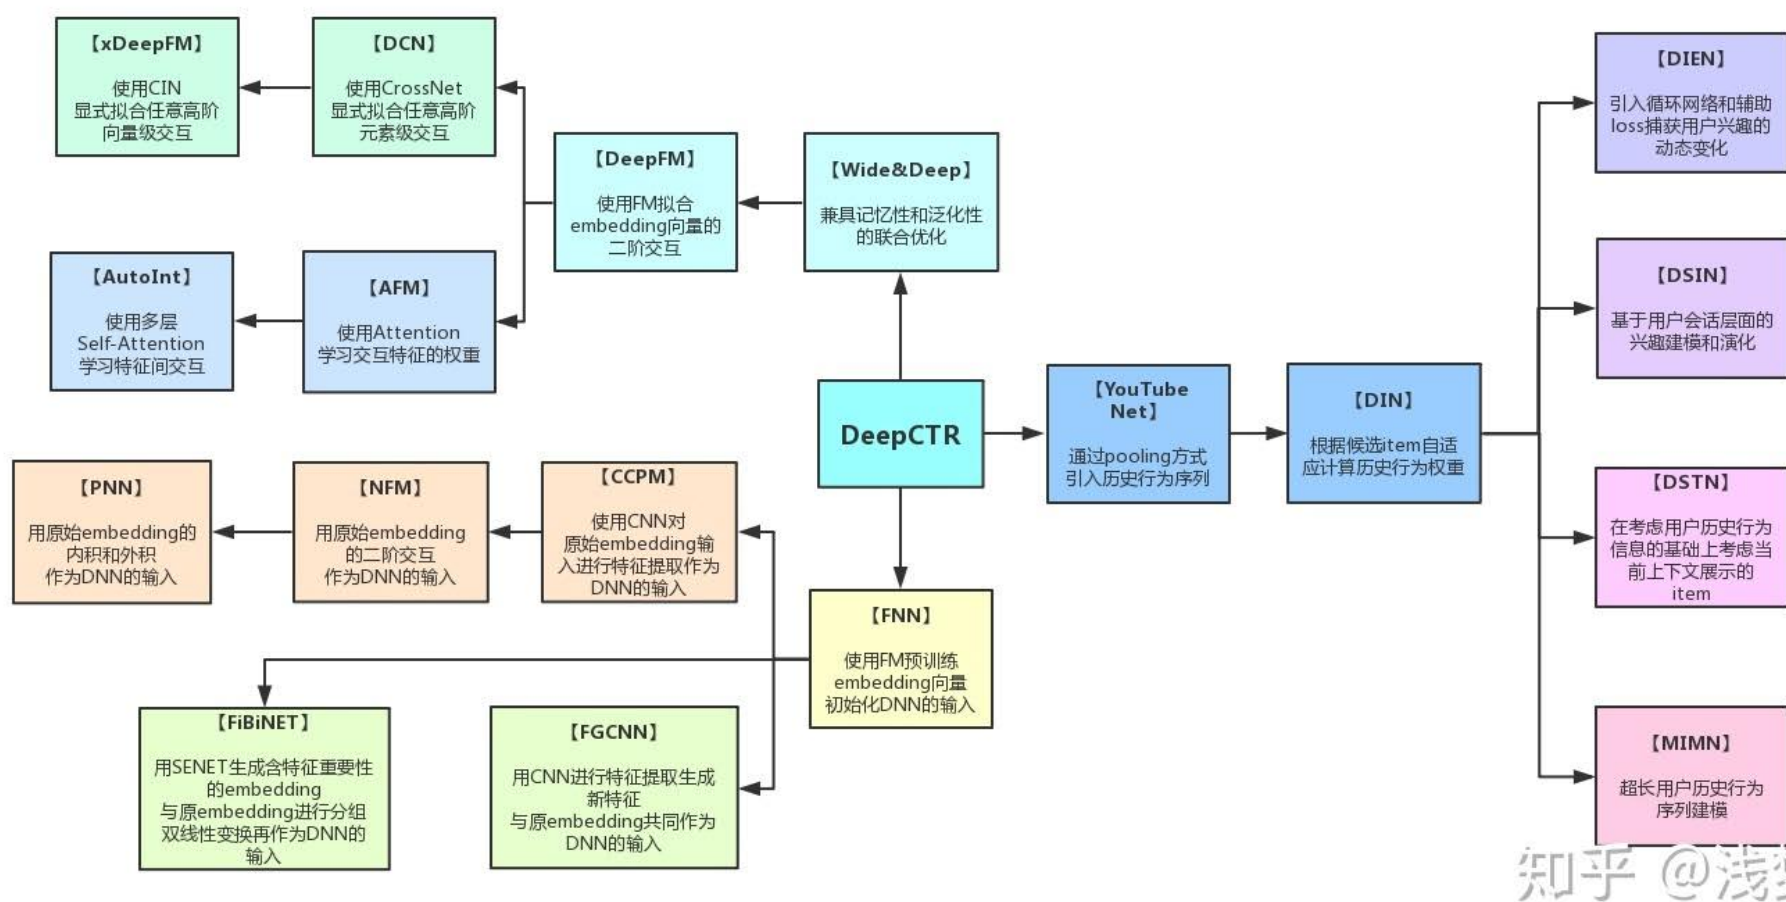 【xDeepFM】
使用CIN
显式拟合任意高阶
向量级交互
【DCN】
使用CrossNet
显式拟合任意高阶
元素级交互
【DeepFM】
使用FM拟合
embedding向量的
二阶交互
【Wide&Deep】
兼具记忆性和泛化性
的联合优化
【AutoInt】
使用多层
Self-Attention
学习特征间交互
【AFM】
使用Attention
学习交互特征的权重
DeepCTR
【YouTube
Net】
通过pooling方式
引入历史行为序列
【DIN】
根据候选item自适
应计算历史行为权重
【DIEN】
引入循环网络和辅助
loss捕获用户兴趣的
动态变化
【DSIN】
基于用户会话层面的
兴趣建模和演化
【DSTN】
在考虑用户历史行为
信息的基础上考虑当
前上下文展示的
item
【MIMN】
超长用户历史行为
序列建模
【PNN】
用原始embedding的
内积和外积
作为DNN的输入
【NFM】
用原始embedding
的二阶交互
作为DNN的输入
【CCPM】
使用CNN对
原始embedding输
入进行特征提取作为
DNN的输入
【FNN】
使用FM预训练
embedding向量
初始化DNN的输入
【FiBiNET】
用SENET生成含特征重要性
的embedding
与原embedding进行分组
双线性变换再作为DNN的
输入
【FGCNN】
用CNN进行特征提取生成
新特征
与原embedding共同作为
DNN的输入
知乎 @浅